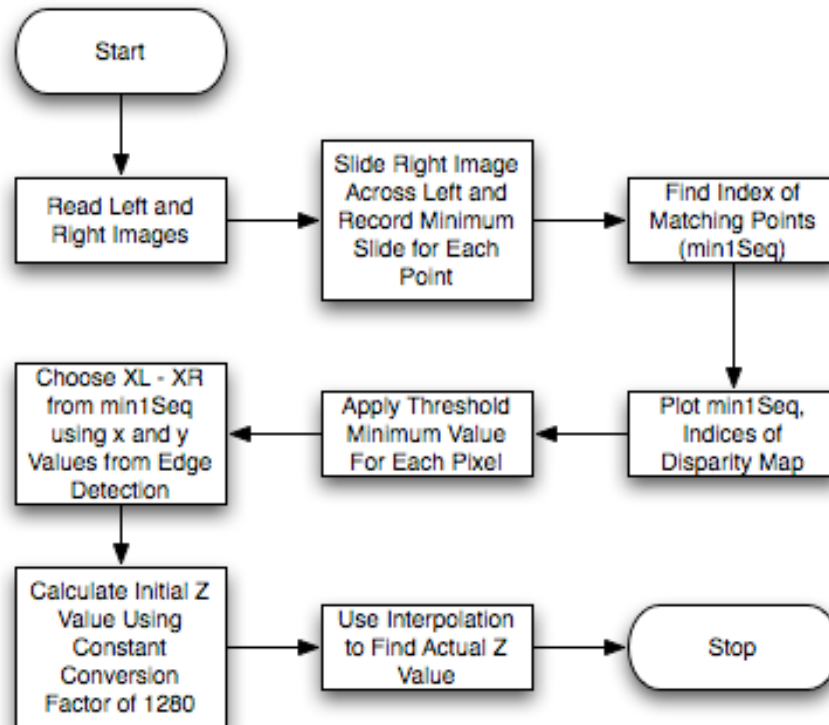 Start
Read Left and
Right Images
Slide Right Image
Across Left and
Record Minimum
Slide for Each
Point
Find Index of
Matching Points
(min1Seq)
Plot min1Seq,
Indices of
Disparity Map
Apply Threshold
Minimum Value
For Each Pixel
Choose XL - XR
from min1Seq
using x and y
Values from Edge
Detection
Calculate Initial Z
Value Using
Constant
Conversion
Factor of 1280
Use Interpolation
to Find Actual Z
Value
Stop